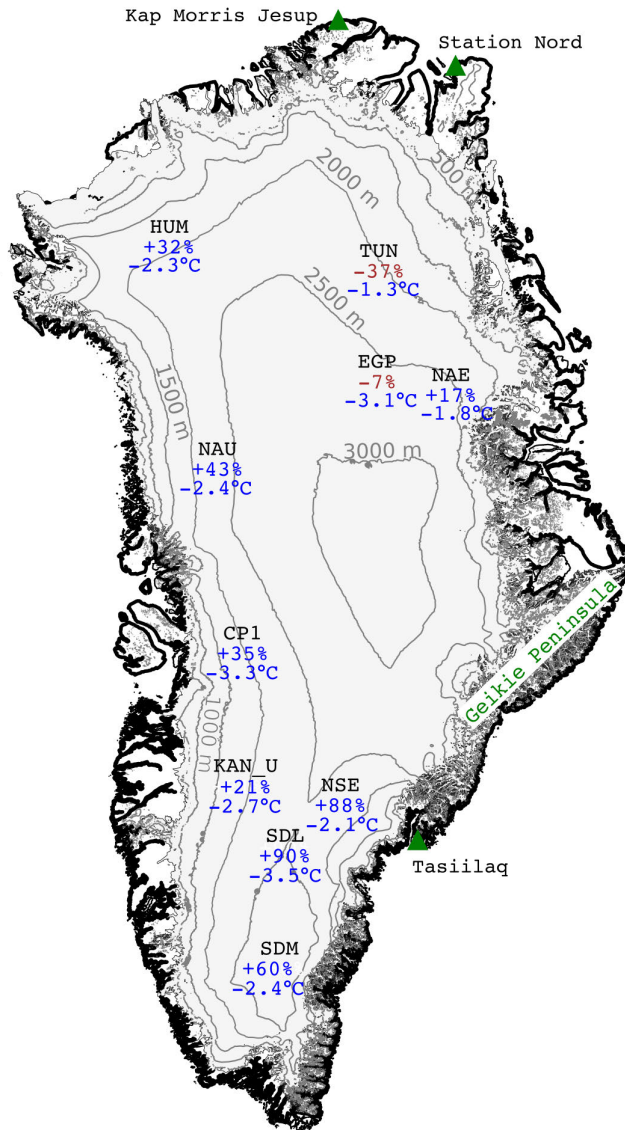 Kap Morris Jesup
Station Nord
2000 m
500 m
HUM
+32%
−2.3°C
TUN
−37%
−1.3°C
2500 m
EGP
−7%
−3.1°C
NAE
+17%
−1.8°C
1500 m
NAU
+43%
−2.4°C
3000 m
CP1
+35%
−3.3°C
Geikie Peninsula
1000 m
KAN_U
+21%
−2.7°C
NSE
+88%
−2.1°C
SDL
+90%
−3.5°C
Tasiilaq
SDM
+60%
−2.4°C